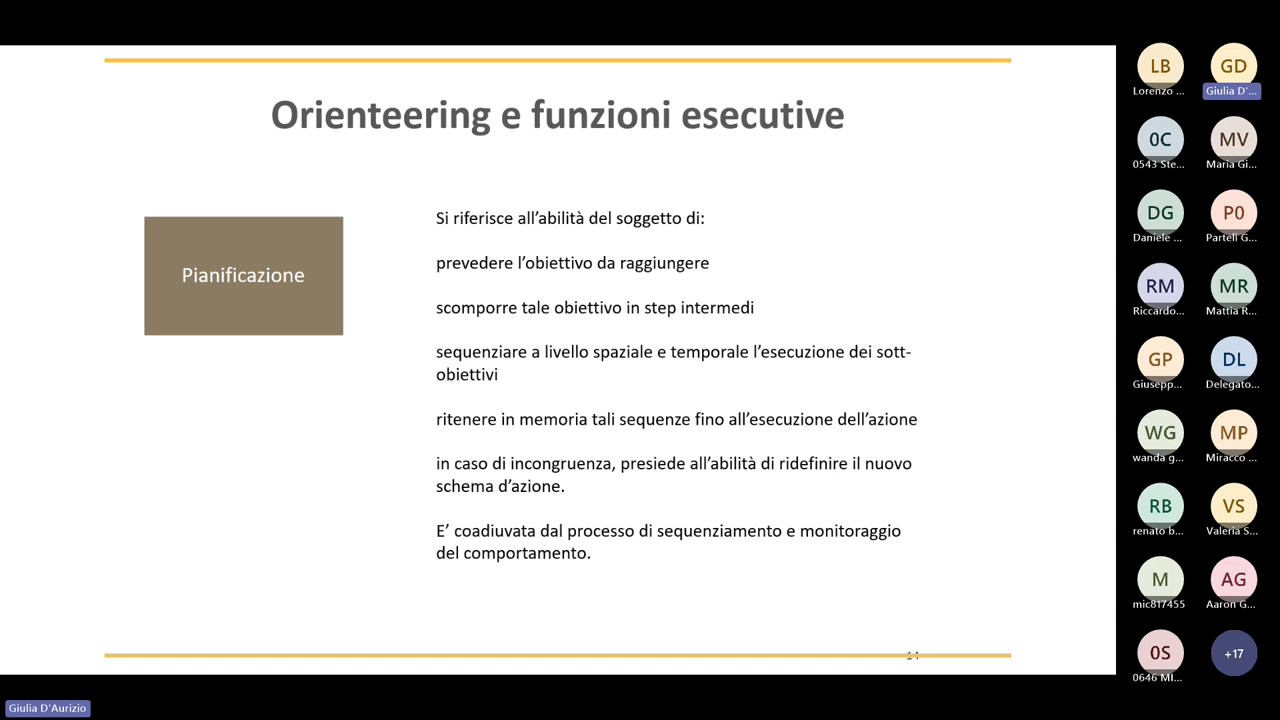 Orienteering e funzioni esecutive
Pianificazione
Si riferisce all’abilità del soggetto di:
prevedere l’obiettivo da raggiungere
scomporre tale obiettivo in step intermedi
sequenziare a livello spaziale e temporale l’esecuzione dei sott-
obiettivi
ritenere in memoria tali sequenze fino all’esecuzione dell’azione
in caso di incongruenza, presiede all’abilità di ridefinire il nuovo
schema d’azione.
E’ coadiuvata dal processo di sequenziamento e monitoraggio
del comportamento.
14
LB
Lorenzo ...
GD
Giulia D'...
0C
0543 Ste...
MV
Maria Gi...
DG
Daniele ...
P0
Parteli G...
RM
Riccardo...
MR
Mattia R...
GP
Giusepp...
DL
Delegato...
WG
wanda g...
MP
Miracco ...
RB
renato b...
VS
Valeria S...
M
mic817455
AG
Aaron G...
0S
0646 MI...
+17
Giulia D'Aurizio